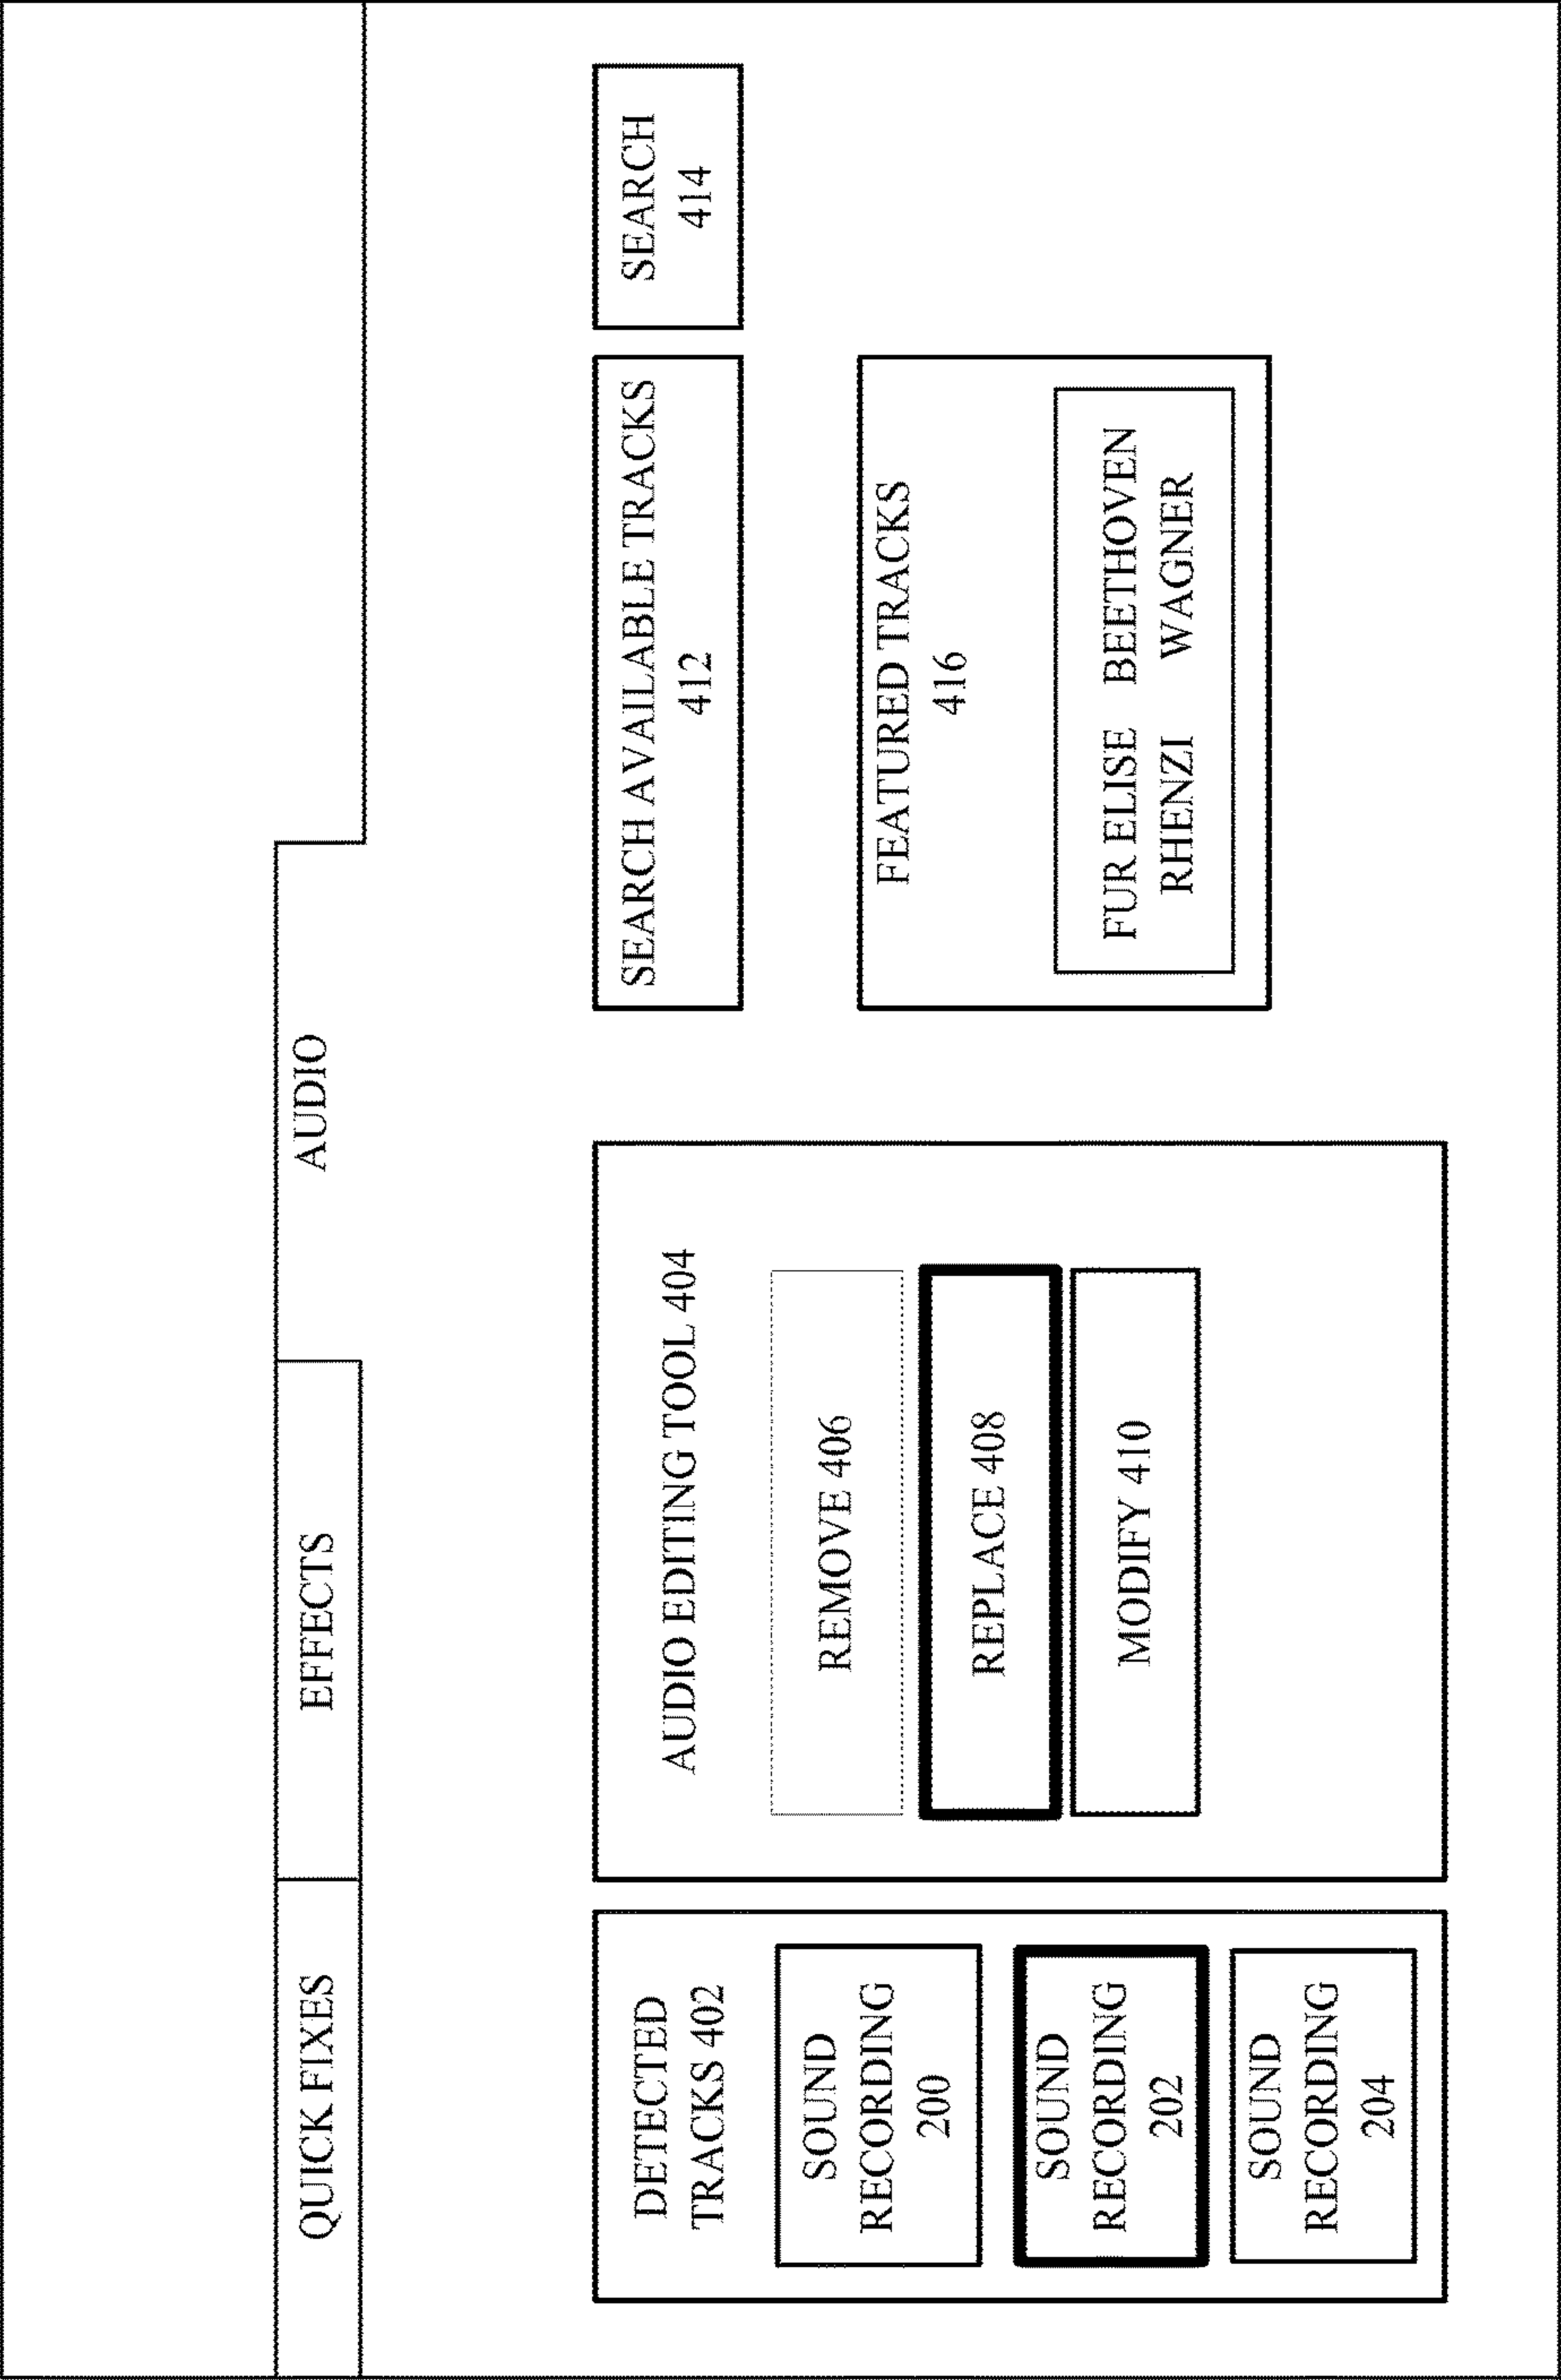 QUICK FIXES
EFFECTS
AUDIO
DETECTED
TRACKS 402
SOUND
RECORDING
200
SOUND
RECORDING
202
SOUND
RECORDING
204
AUDIO EDITING TOOL 404
REMOVE 406
REPLACE 408
MODIFY 410
SEARCH AVAILABLE TRACKS
412
SEARCH
414
FEATURED TRACKS
416
FUR ELISE BEETHOVEN
RHENZI WAGNER